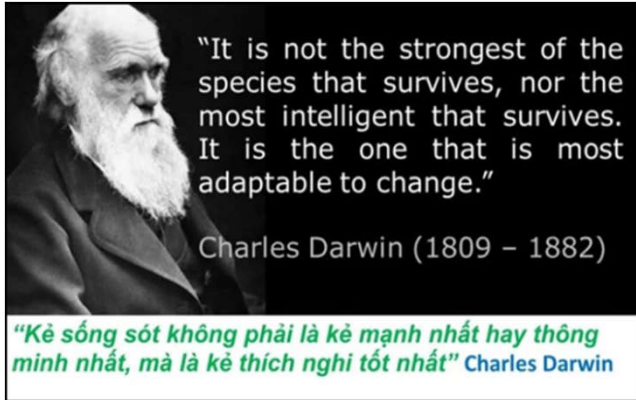 “It is not the strongest of the
species that survives, nor the
most intelligent that survives.
It is the one that is most
adaptable to change.”
Charles Darwin (1809 – 1882)
“Kẻ sống sót không phải là kẻ mạnh nhất hay thông
minh nhất, mà là kẻ thích nghi tốt nhất” Charles Darwin